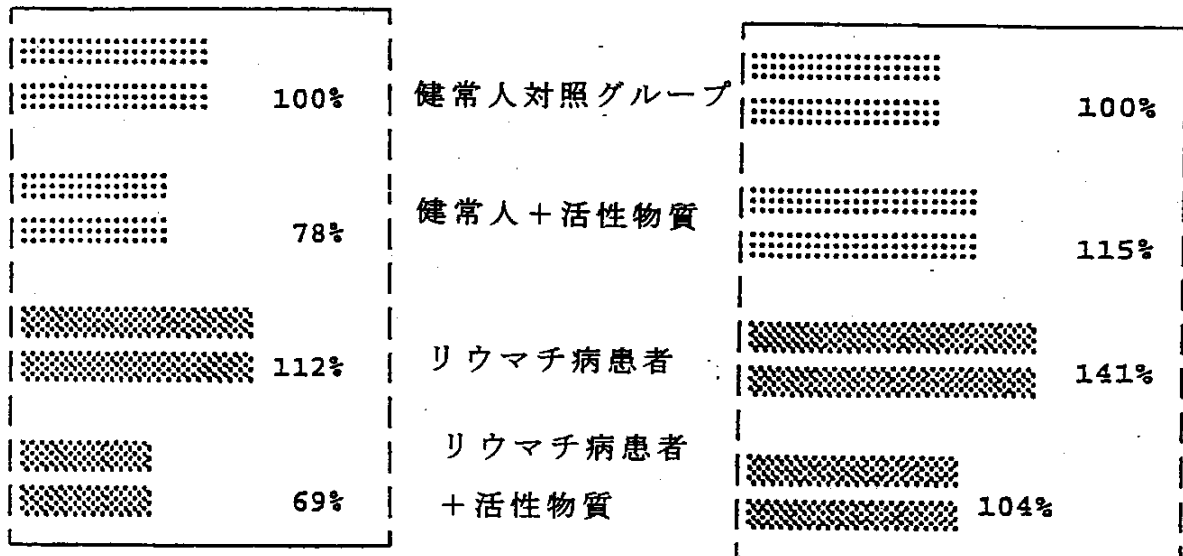 100% 健常人対照グループ 100%
78% 健常人+活性物質 115%
112% リウマチ病患者 141%
リウマチ病患者
69% +活性物質 104%